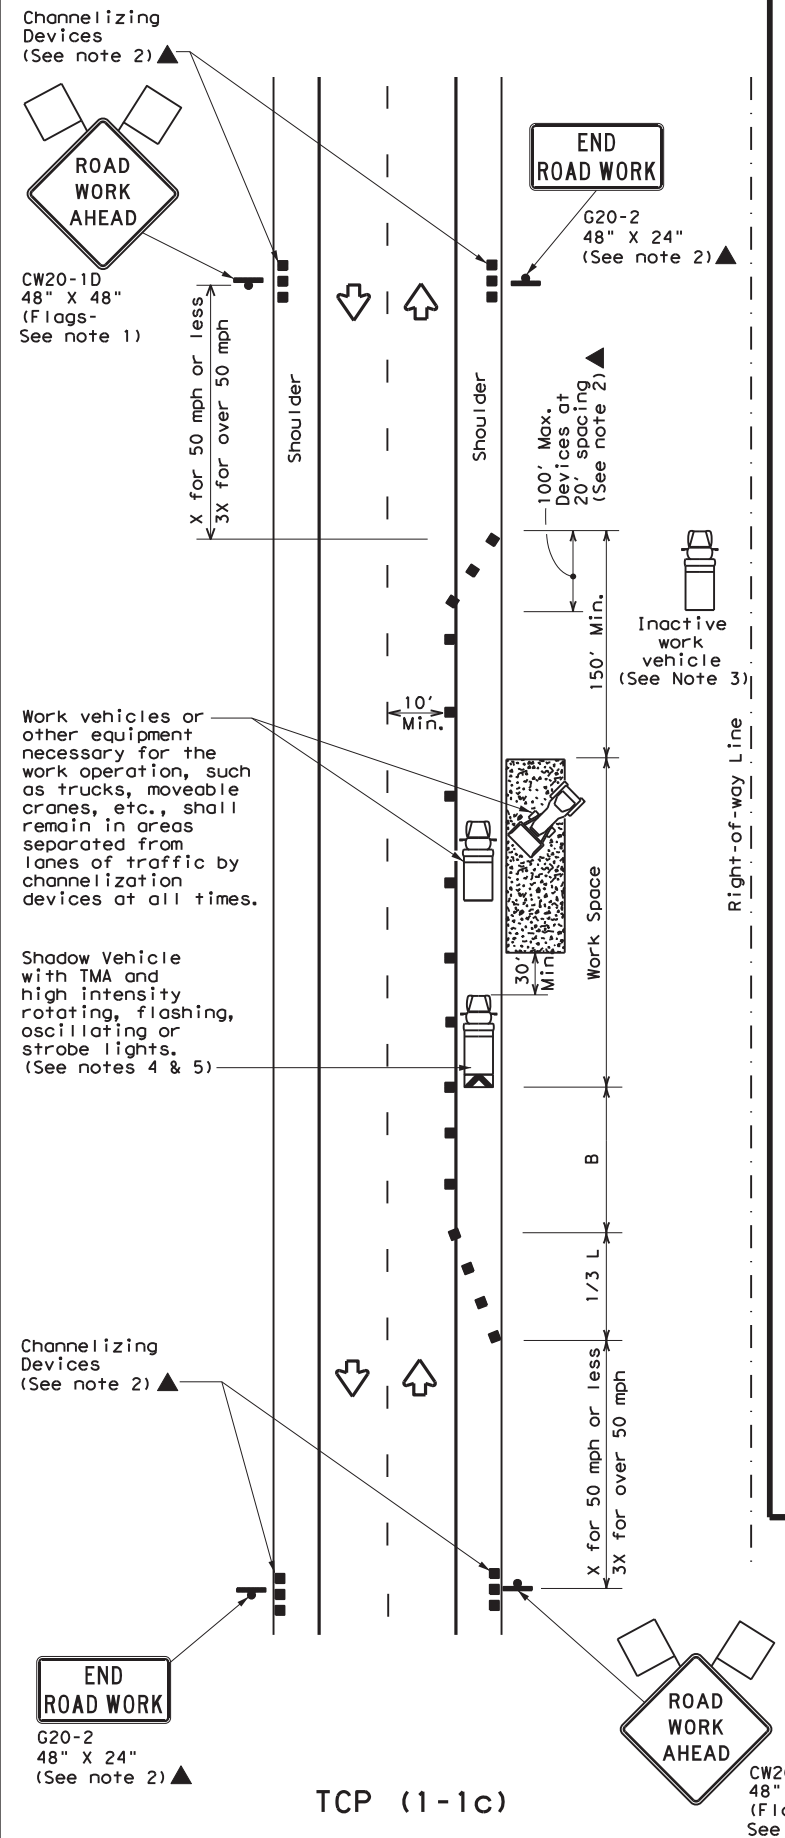 Channelizing
Devices
(See note 2)
ROAD
WORK
AHEAD
CW20-1D
48" X 48"
(Flags-
See note 1)
END
ROAD WORK
G20-2
48" X 24"
(See note 2)
X for 50 mph or less
3X for over 50 mph
Shoulder
Shoulder
100' Max.
Devices at
20' spacing
(See note 2)
150' Min.
Inactive
work
vehicle
(See Note 3)
10'
Min.
Work vehicles or
other equipment
necessary for the
work operation, such
as trucks, moveable
cranes, etc., shall
remain in areas
separated from
lanes of traffic by
channelization
devices at all times.
Right-of-way Line
Work Space
30'
Min.
Shadow Vehicle
with TMA and
high intensity
rotating, flashing,
oscillating or
strobe lights.
(See notes 4 & 5)
B
1/3 L
Channelizing
Devices
(See note 2)
X for 50 mph or less
3X for over 50 mph
END
ROAD WORK
G20-2
48" X 24"
(See note 2)
ROAD
WORK
AHEAD
48"
See
TCP (1-1c)